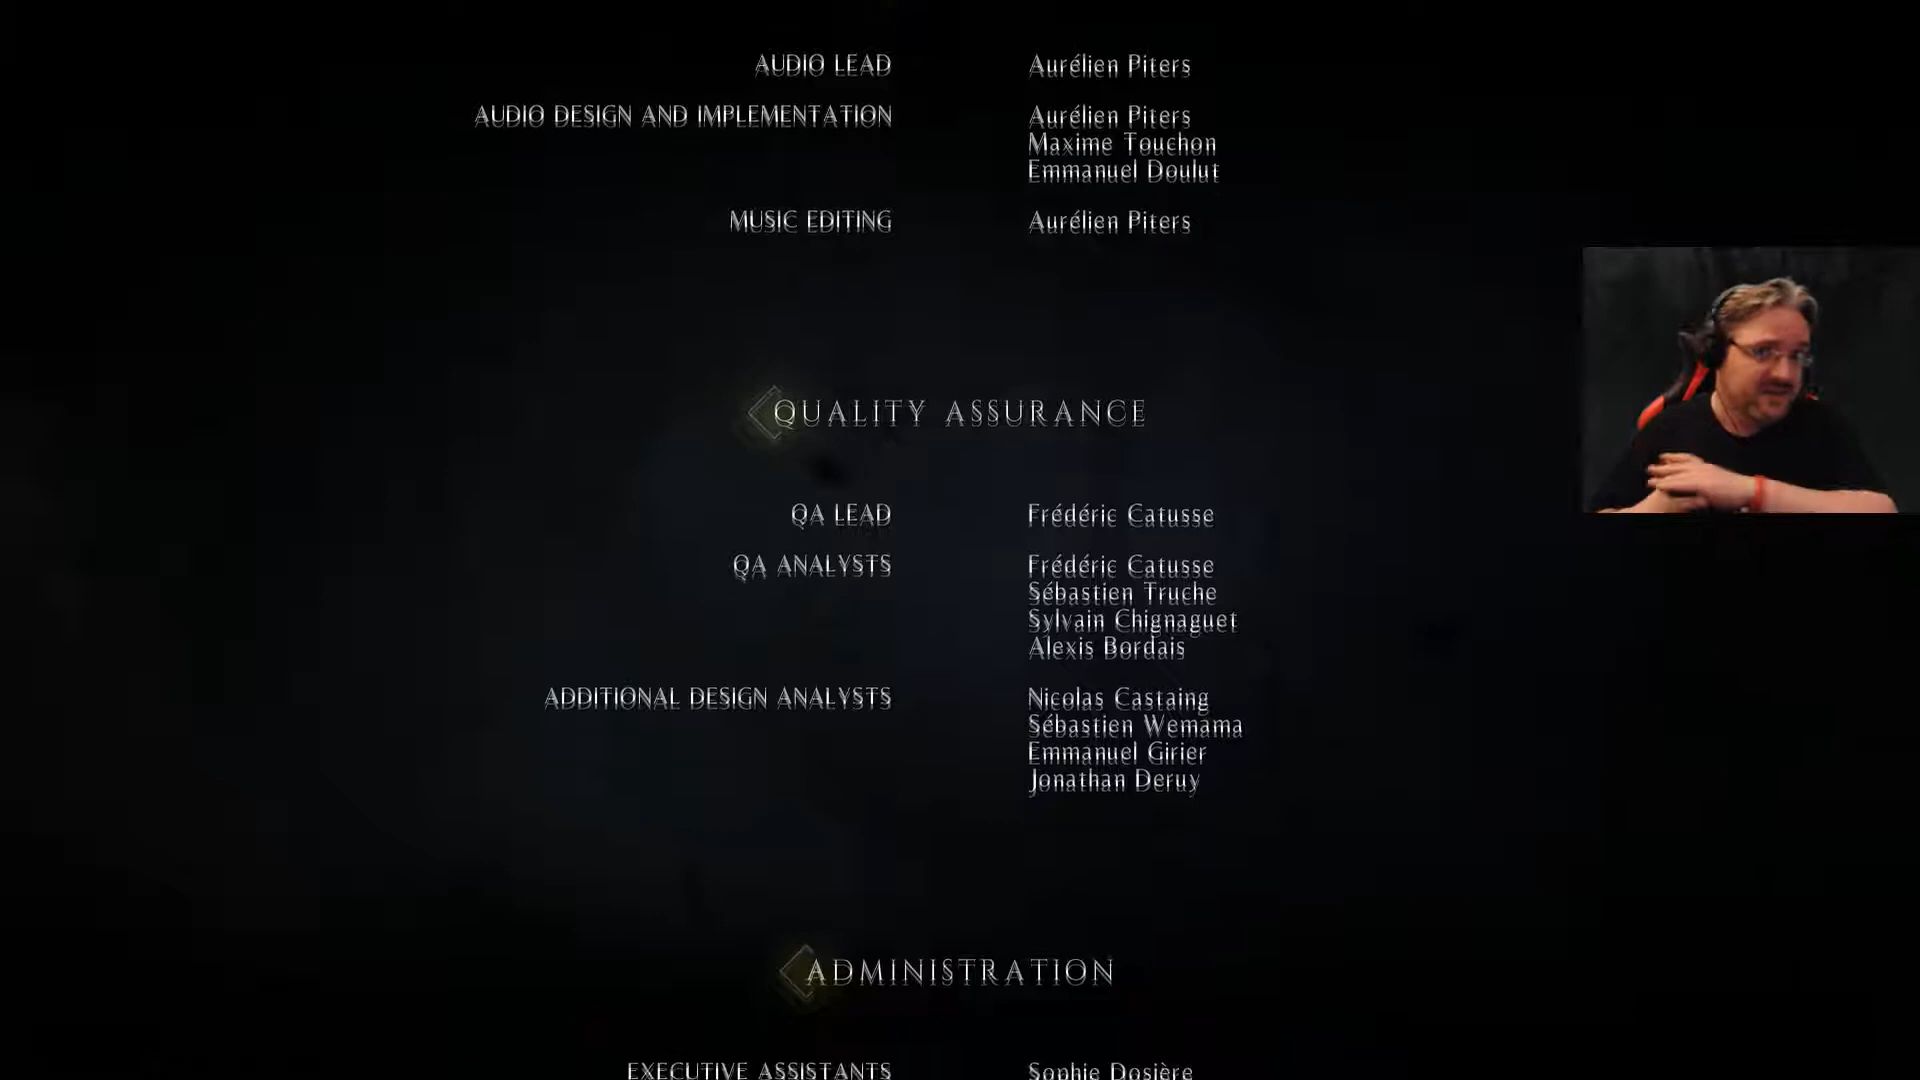 AUDIO LEAD Aurélien Piters
AUDIO DESIGN AND IMPLEMENTATION Aurélien Piters
Maxime Touchon
Emmanuel Doulut
MUSIC EDITING Aurélien Piters
QUALITY ASSURANCE
QA LEAD Frédéric Catusse
QA ANALYSTS Frédéric Catusse
Sébastien Truche
Sylvain Chignaguet
Alexis Bordais
ADDITIONAL DESIGN ANALYSTS Nicolas Castaing
Sébastien Wemama
Emmanuel Girier
Jonathan Deruy
ADMINISTRATION
EXECUTIVE ASSISTANTS Sophie Dosière